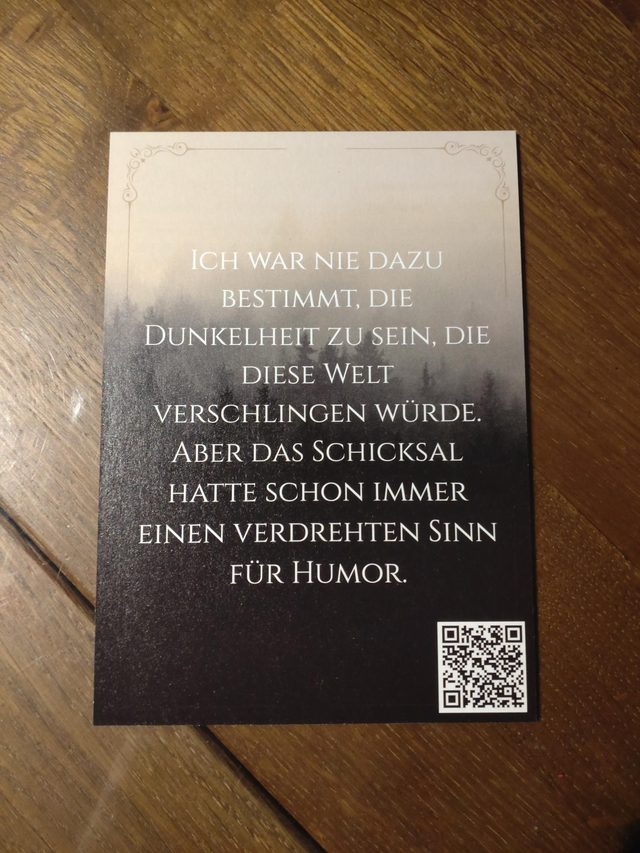 Ich war nie dazu
bestimmt, die
Dunkelheit zu sein, die
diese Welt
verschlingen würde.
Aber das Schicksal
hatte schon immer
einen verdrehten Sinn
für Humor.